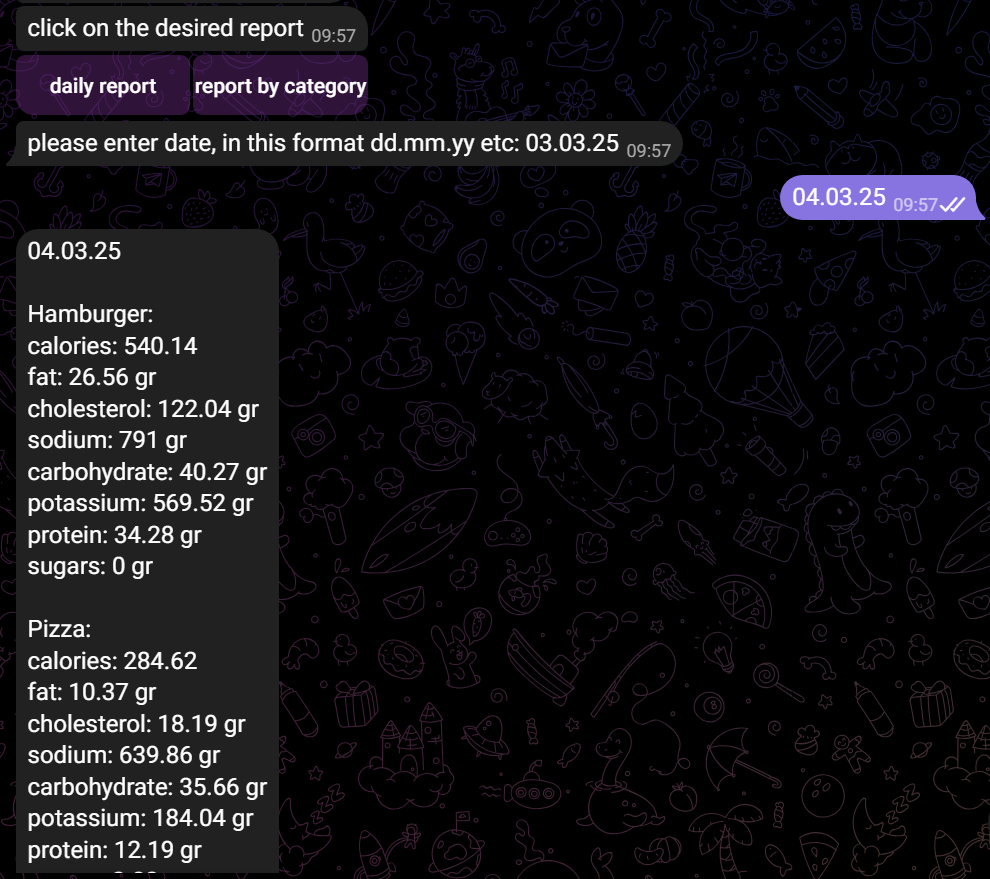 click on the desired report 09:57
daily report report by category
please enter date, in this format dd.mm.yy etc: 03.03.25 09:57
04.03.25 09:57
04.03.25
Hamburger:
calories: 540.14
fat: 26.56 gr
cholesterol: 122.04 gr
sodium: 791 gr
carbohydrate: 40.27 gr
potassium: 569.52 gr
protein: 34.28 gr
sugars: 0 gr
Pizza:
calories: 284.62
fat: 10.37 gr
cholesterol: 18.19 gr
sodium: 639.86 gr
carbohydrate: 35.66 gr
potassium: 184.04 gr
protein: 12.19 gr